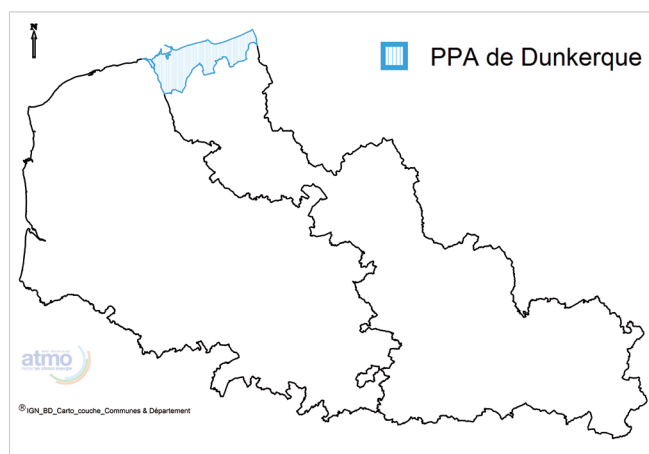 N
PPA de Dunkerque
atmo
® IGN_BD_Carto_couche_Communes & Département